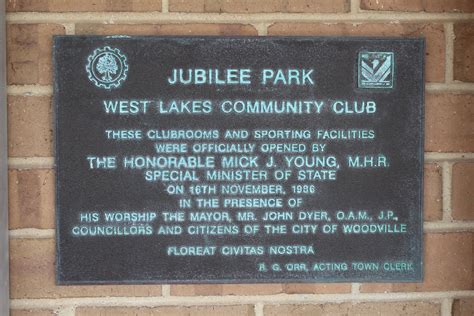 JUBILEE PARK
WEST LAKES COMMUNITY CLUB
THESE CLUBROOMS AND SPORTING FACILITIES
WERE OFFICIALLY OPENED BY
THE HONORABLE MICK J. YOUNG, M.H.R.
SPECIAL MINISTER OF STATE
ON 16TH NOVEMBER, 1986
IN THE PRESENCE OF
HIS WORSHIP THE MAYOR, MR. JOHN DYER, O.A.M., J.P.,
COUNCILLORS AND CITIZENS OF THE CITY OF WOODVILLE
FLOREAT CIVITAS NOSTRA
R. G. ORR, ACTING TOWN CLERK